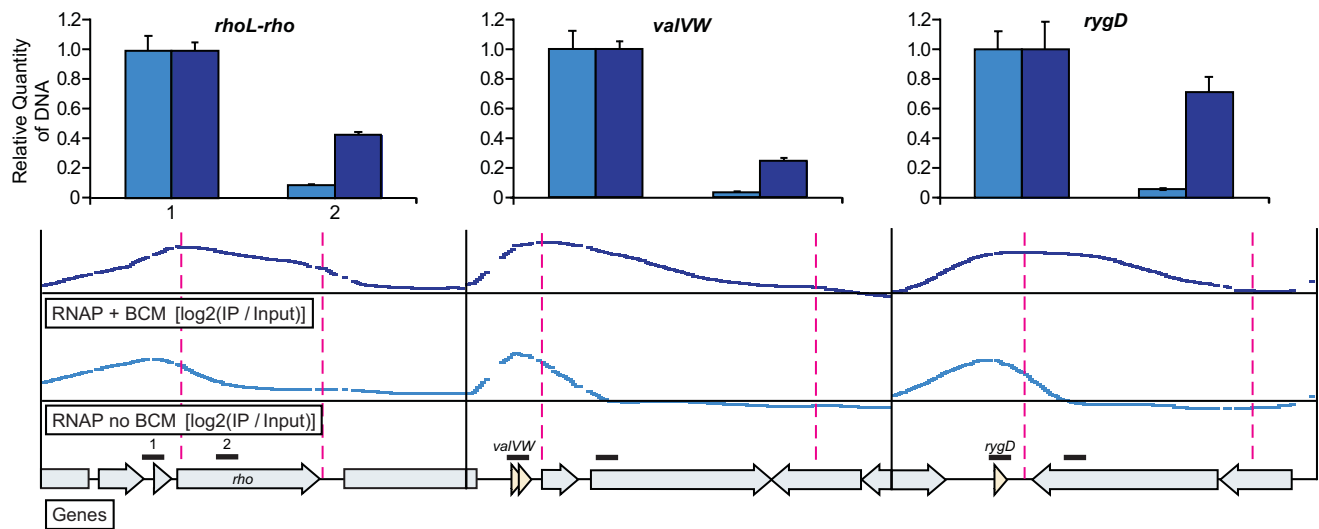 rhoL-rho
valVW
rygD
Relative Quantity
of DNA
1.2
1.0
0.8
0.6
0.4
0.2
0
1.2
1.0
0.8
0.6
0.4
0.2
0
1.2
1.0
0.8
0.6
0.4
0.2
0
1 2
RNAP + BCM [log2(IP / Input)]
RNAP no BCM [log2(IP / Input)]
1 2 valVW rygD
rho
Genes